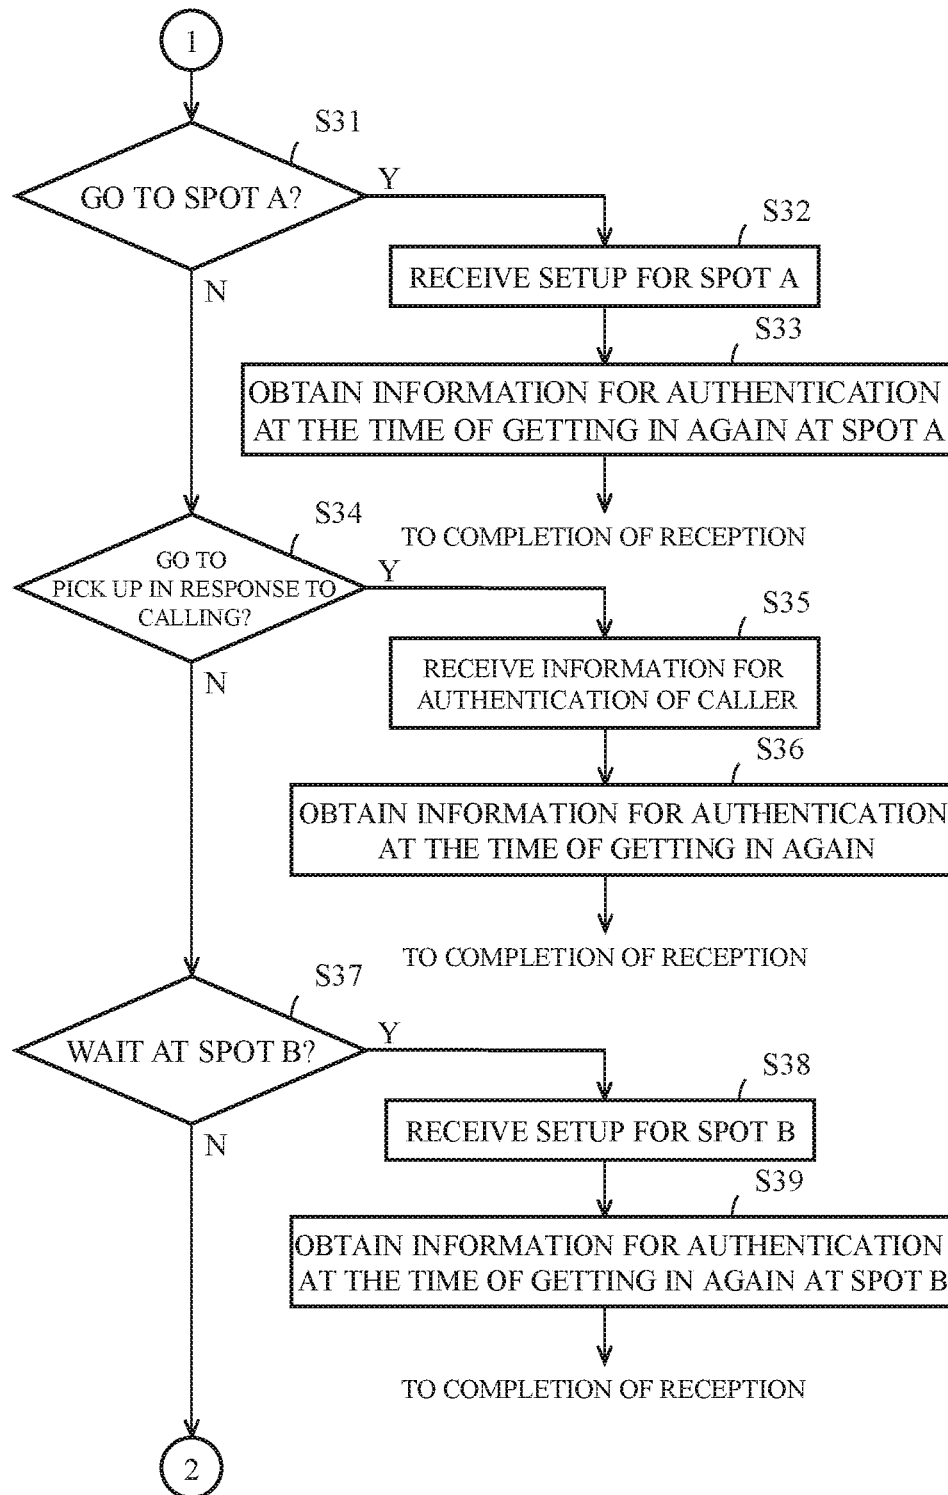 1
S31
GO TO SPOT A?
Y
N
S32
RECEIVE SETUP FOR SPOT A
S33
OBTAIN INFORMATION FOR AUTHENTICATION
AT THE TIME OF GETTING IN AGAIN AT SPOT A
TO COMPLETION OF RECEPTION
S34
GO TO
PICK UP IN RESPONSE TO
CALLING?
Y
N
S35
RECEIVE INFORMATION FOR
AUTHENTICATION OF CALLER
S36
OBTAIN INFORMATION FOR AUTHENTICATION
AT THE TIME OF GETTING IN AGAIN
TO COMPLETION OF RECEPTION
S37
WAIT AT SPOT B?
Y
N
S38
RECEIVE SETUP FOR SPOT B
S39
OBTAIN INFORMATION FOR AUTHENTICATION
AT THE TIME OF GETTING IN AGAIN AT SPOT B
TO COMPLETION OF RECEPTION
2